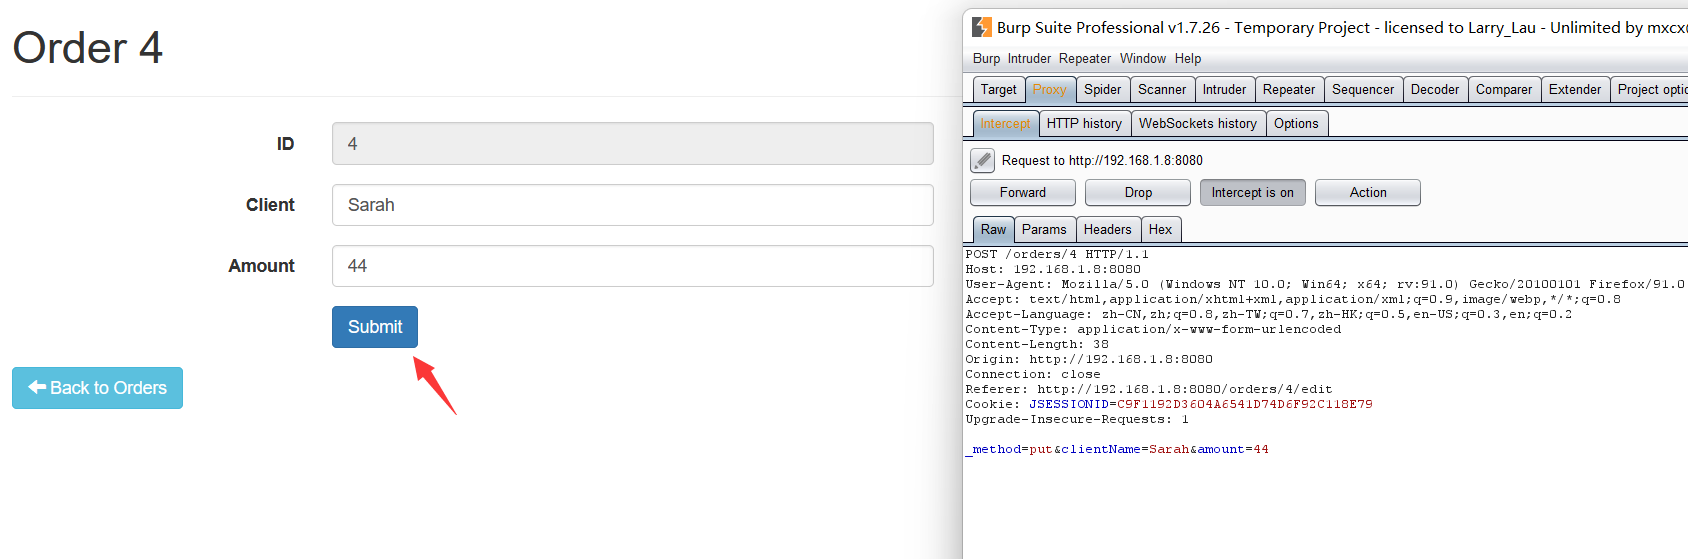 Order 4
ID
4
Client
Sarah
Amount
44
Submit
Back to Orders
Burp Suite Professional v1.7.26 - Temporary Project - licensed to Larry_Lau - Unlimited by mxcx
Burp Intruder Repeater Window Help
Target Proxy Spider Scanner Intruder Repeater Sequencer Decoder Comparer Extender Project optio
Intercept HTTP history WebSockets history Options
Request to http://192.168.1.8:8080
Forward Drop Intercept is on Action
Raw Params Headers Hex
POST /orders/4 HTTP/1.1
Host: 192.168.1.8:8080
User-Agent: Mozilla/5.0 (Windows NT 10.0; Win64; x64; rv:91.0) Gecko/20100101 Firefox/91.0
Accept: text/html,application/xhtml+xml,application/xml;q=0.9,image/webp,*/*;q=0.8
Accept-Language: zh-CN,zh;q=0.8,zh-TW;q=0.7,zh-HK;q=0.5,en-US;q=0.3,en;q=0.2
Content-Type: application/x-www-form-urlencoded
Content-Length: 38
Origin: http://192.168.1.8:8080
Connection: close
Referer: http://192.168.1.8:8080/orders/4/edit
Cookie: JSESSIONID=C9F1192D3604A6541D74D6F92C118E79
Upgrade-Insecure-Requests: 1
_method=put&clientName=Sarah&amount=44